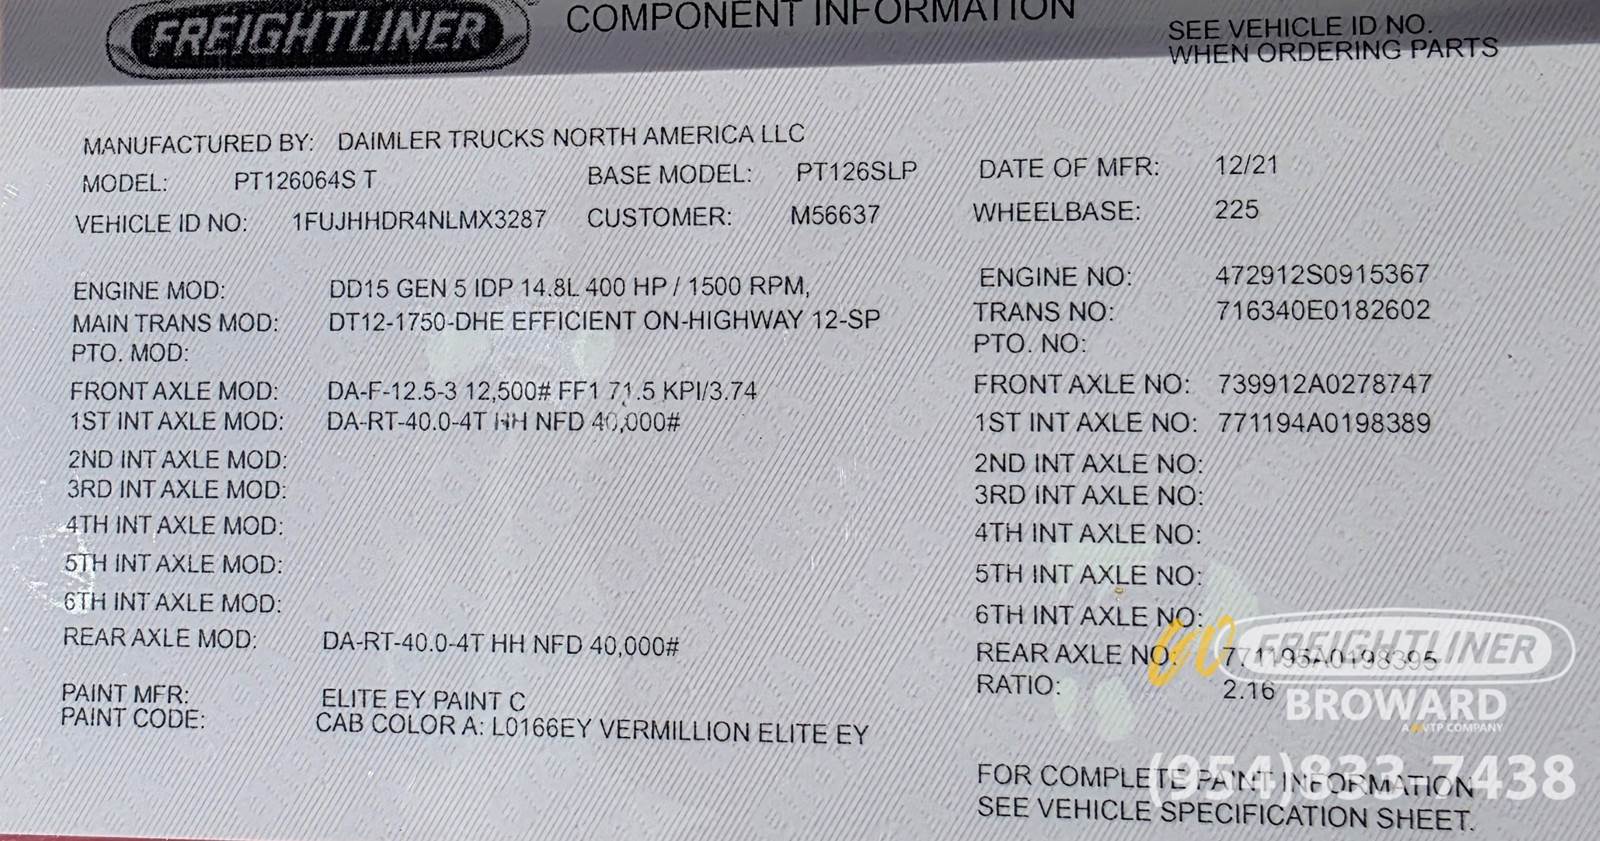 FREIGHTLINER COMPONENT INFORMATION
SEE VEHICLE ID NO.
WHEN ORDERING PARTS
MANUFACTURED BY: DAIMLER TRUCKS NORTH AMERICA LLC
MODEL: PT126064S T BASE MODEL: PT126SLP DATE OF MFR: 12/21
VEHICLE ID NO: 1FUJHHDR4NLMX3287 CUSTOMER: M56637 WHEELBASE: 225
ENGINE MOD: DD15 GEN 5 IDP 14.8L 400 HP / 1500 RPM, ENGINE NO: 472912S0915367
MAIN TRANS MOD: DT12-1750-DHE EFFICIENT ON-HIGHWAY 12-SP TRANS NO: 716340E0182602
PTO. MOD: PTO. NO:
FRONT AXLE MOD: DA-F-12.5-3 12,500# FF1 71.5 KPI/3.74 FRONT AXLE NO: 739912A0278747
1ST INT AXLE MOD: DA-RT-40.0-4T HH NFD 40,000# 1ST INT AXLE NO: 771194A0198389
2ND INT AXLE MOD: 2ND INT AXLE NO:
3RD INT AXLE MOD: 3RD INT AXLE NO:
4TH INT AXLE MOD: 4TH INT AXLE NO:
5TH INT AXLE MOD: 5TH INT AXLE NO:
6TH INT AXLE MOD: 6TH INT AXLE NO:
REAR AXLE MOD: DA-RT-40.0-4T HH NFD 40,000# REAR AXLE NO: 771195A0198395
RATIO: 2.16
PAINT MFR: ELITE EY PAINT C
PAINT CODE: CAB COLOR A: L0166EY VERMILLION ELITE EY
FOR COMPLETE PAINT INFORMATION
SEE VEHICLE SPECIFICATION SHEET.
GO FREIGHTLINER
BROWARD
A VTP COMPANY
(954)833-7438